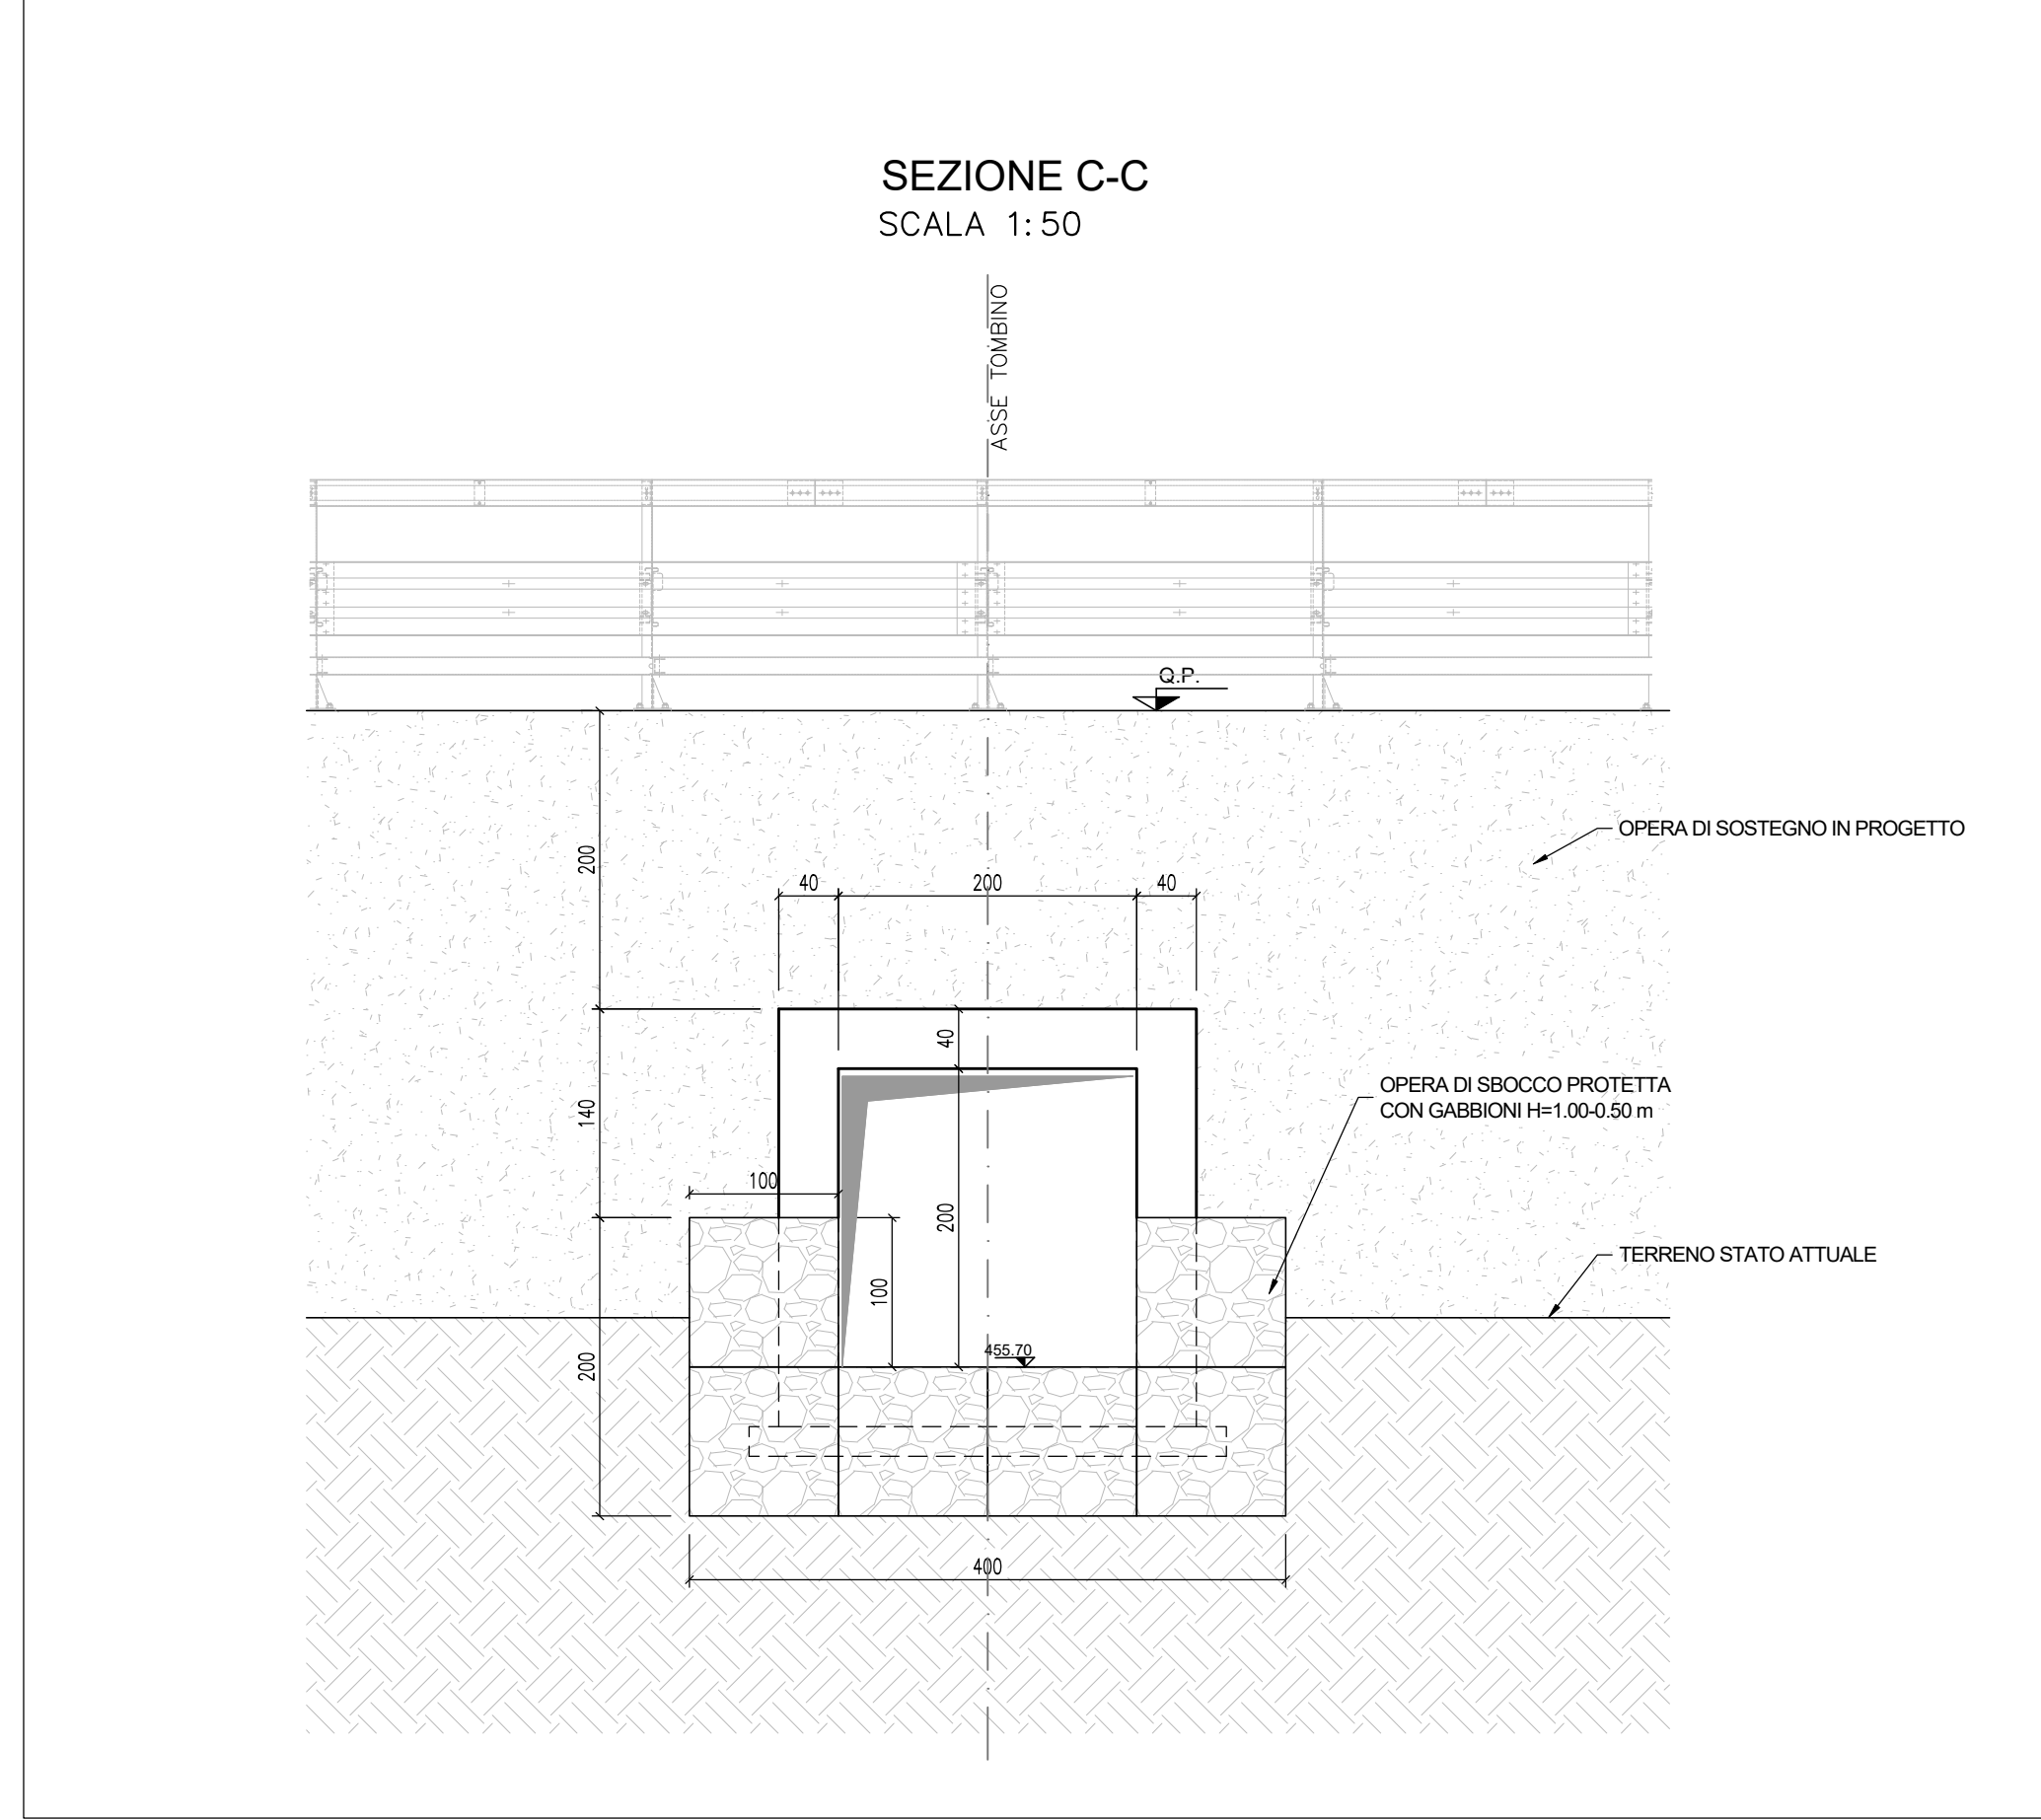 SEZIONE C-C
SCALA 1:50
ASSE TOMBINO
Q.P.
200
OPERA DI SOSTEGNO IN PROGETTO
40
200
40
40
OPERA DI SBOCCO PROTETTA
CON GABBIONI H=1.00-0.50 m
140
100
200
100
TERRENO STATO ATTUALE
455.70
200
400